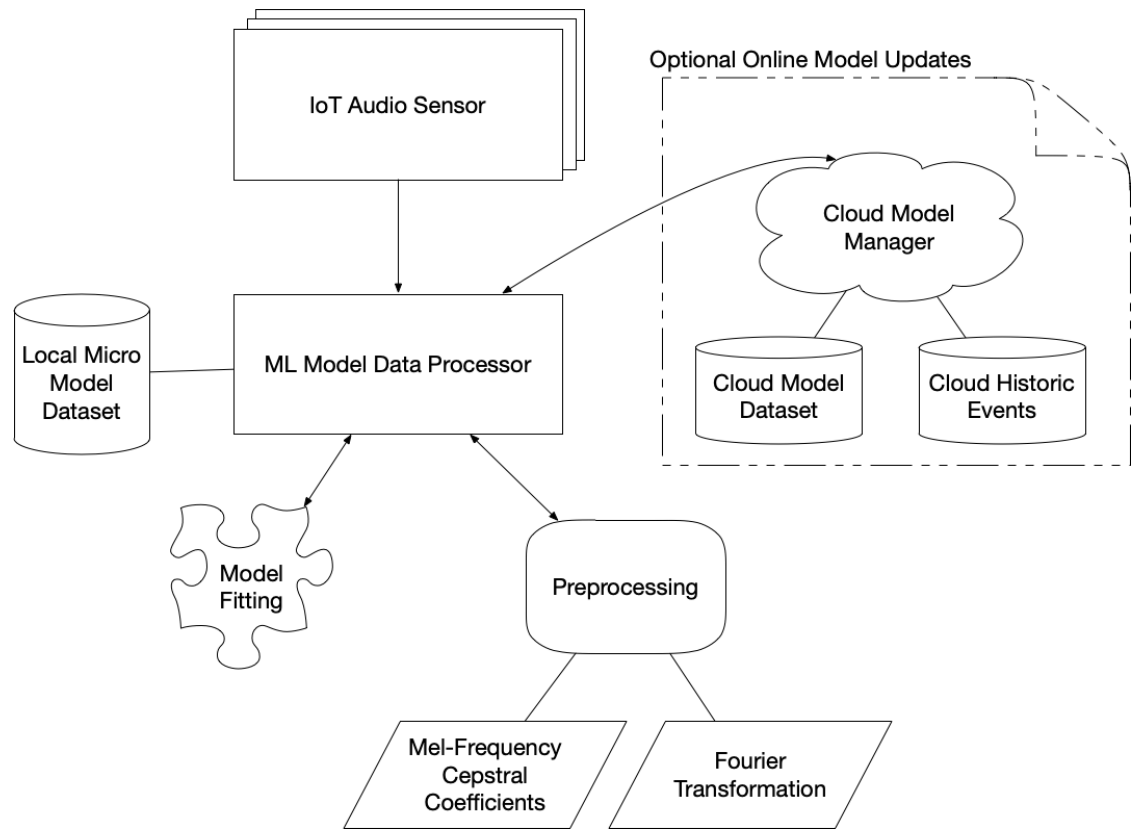 IoT Audio Sensor
Optional Online Model Updates
Cloud Model
Manager
Local Micro
Model
Dataset
ML Model Data Processor
Cloud Model
Dataset
Cloud Historic
Events
Model
Fitting
Preprocessing
Mel-Frequency
Cepstral
Coefficients
Fourier
Transformation